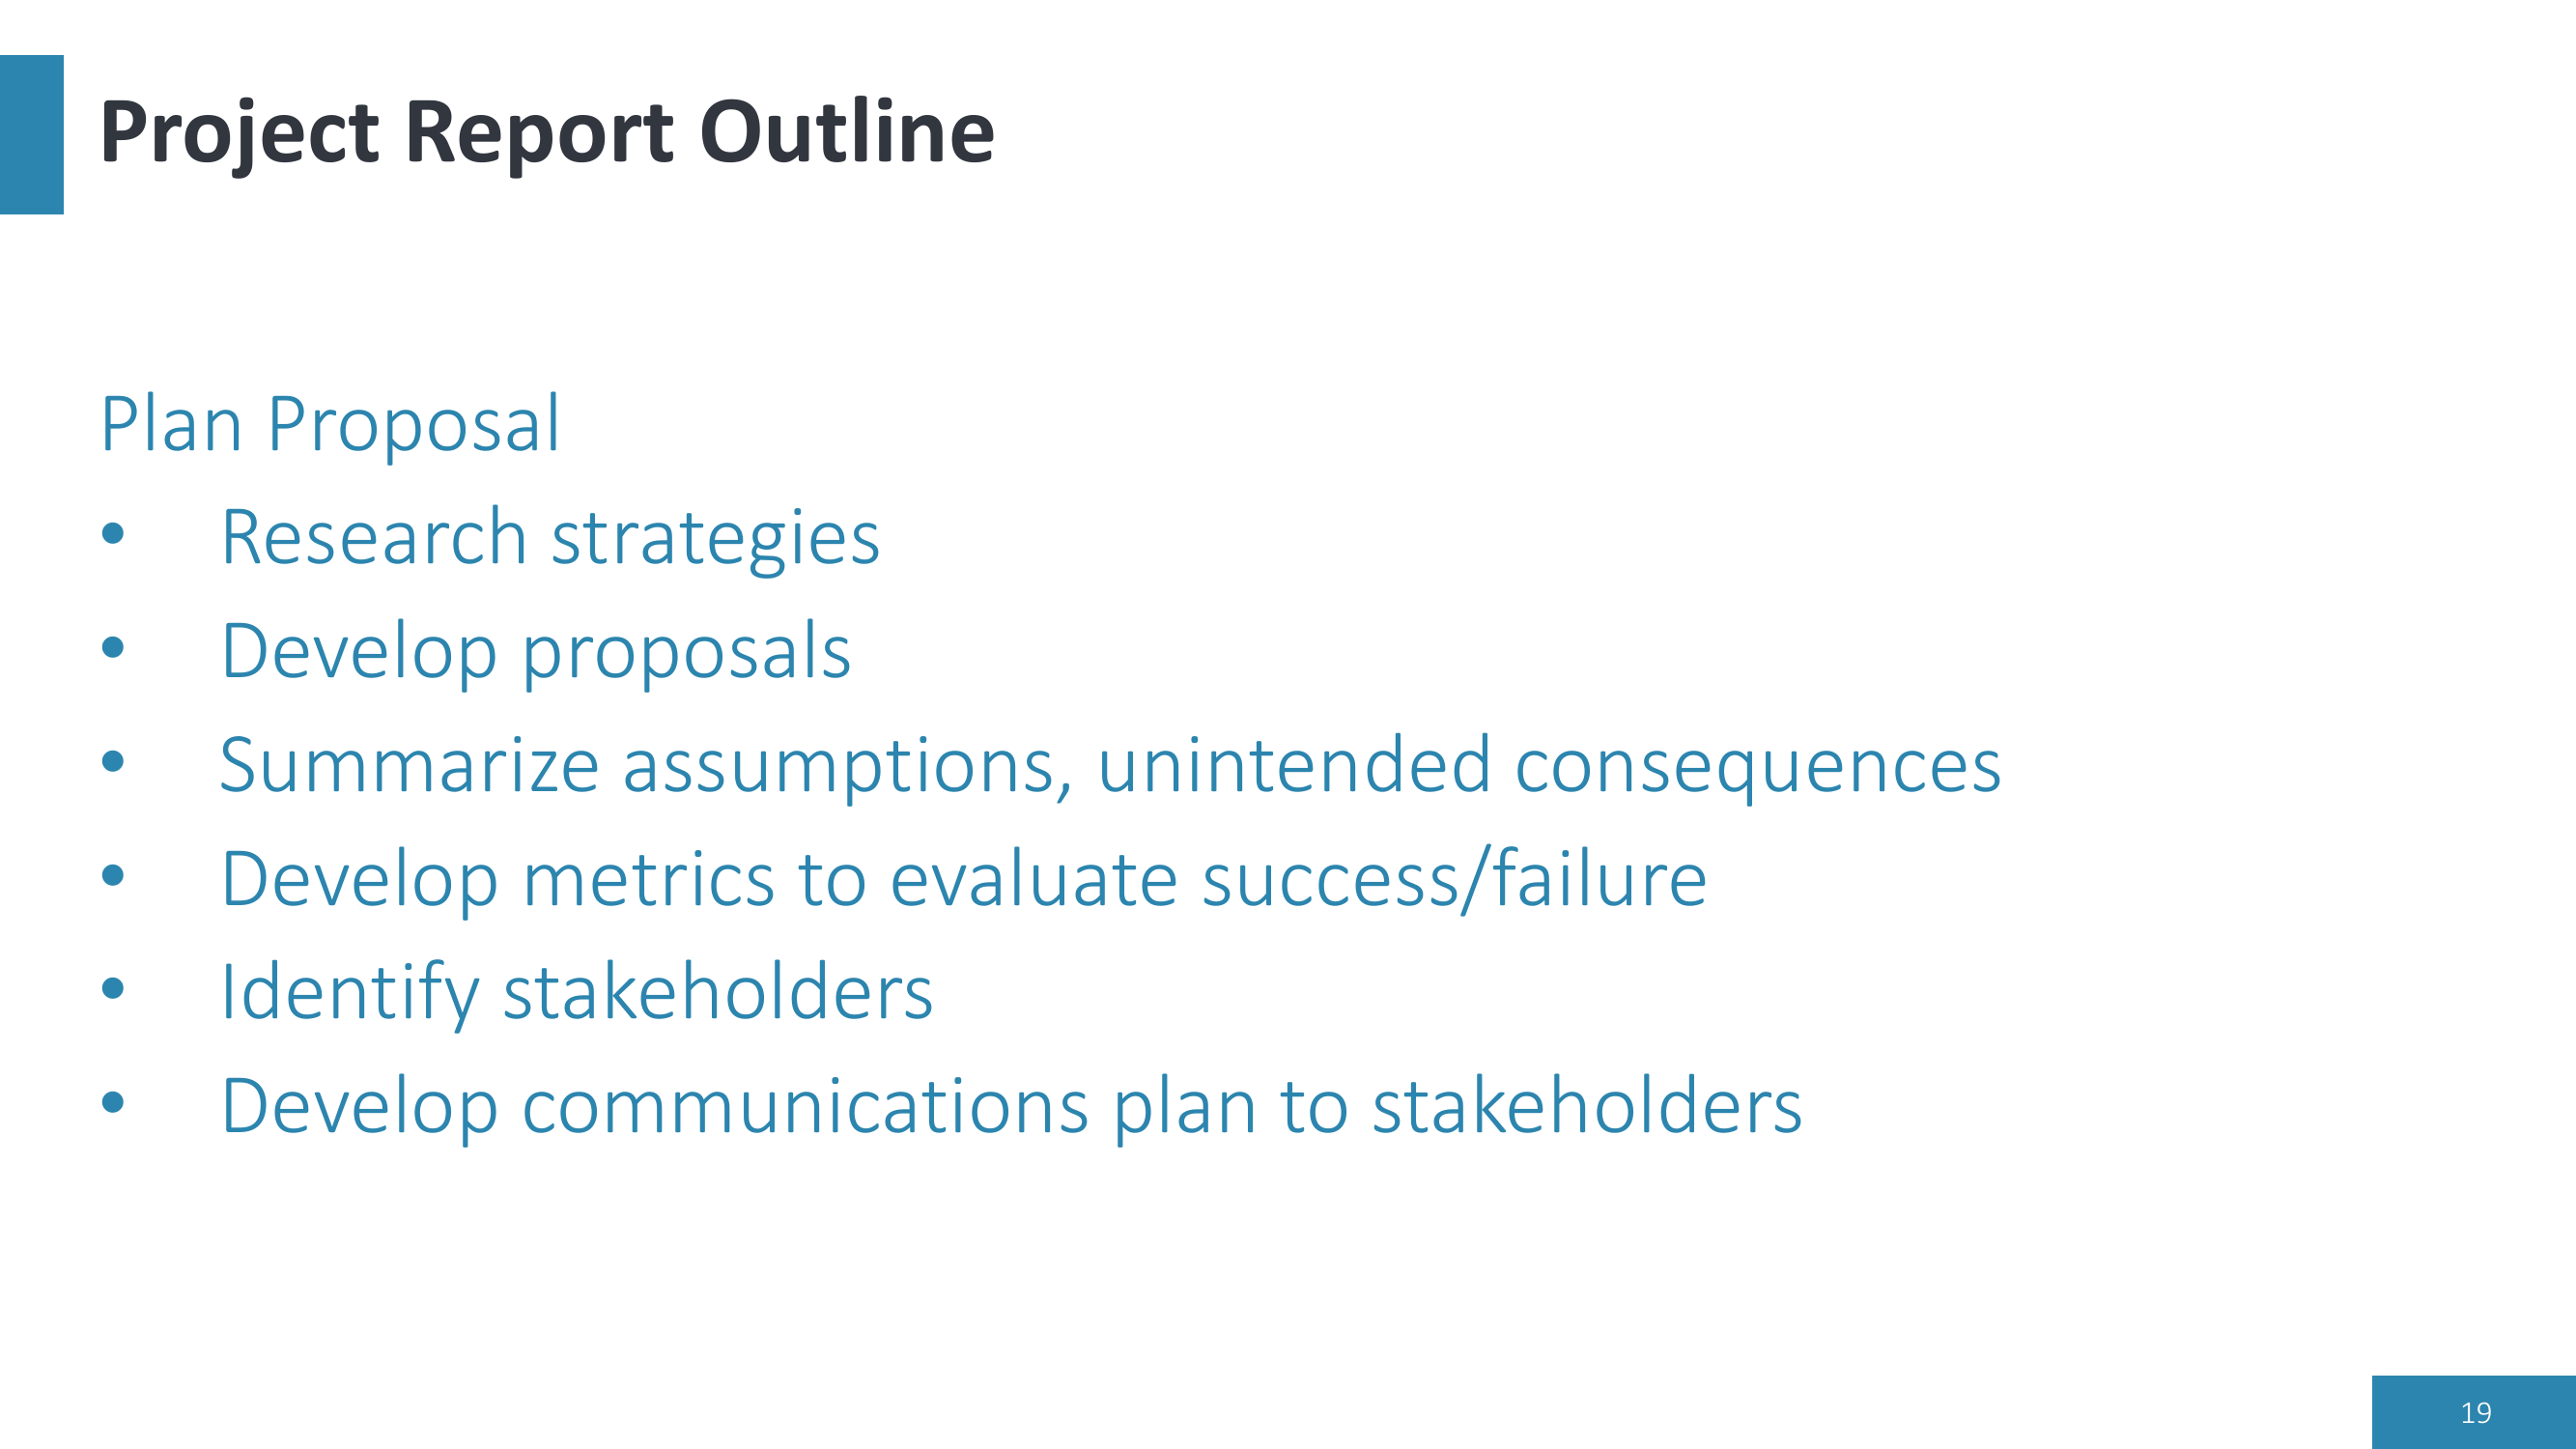 Project Report Outline
Plan Proposal
• Research strategies
• Develop proposals
• Summarize assumptions, unintended consequences
• Develop metrics to evaluate success/failure
• Identify stakeholders
• Develop communications plan to stakeholders
19